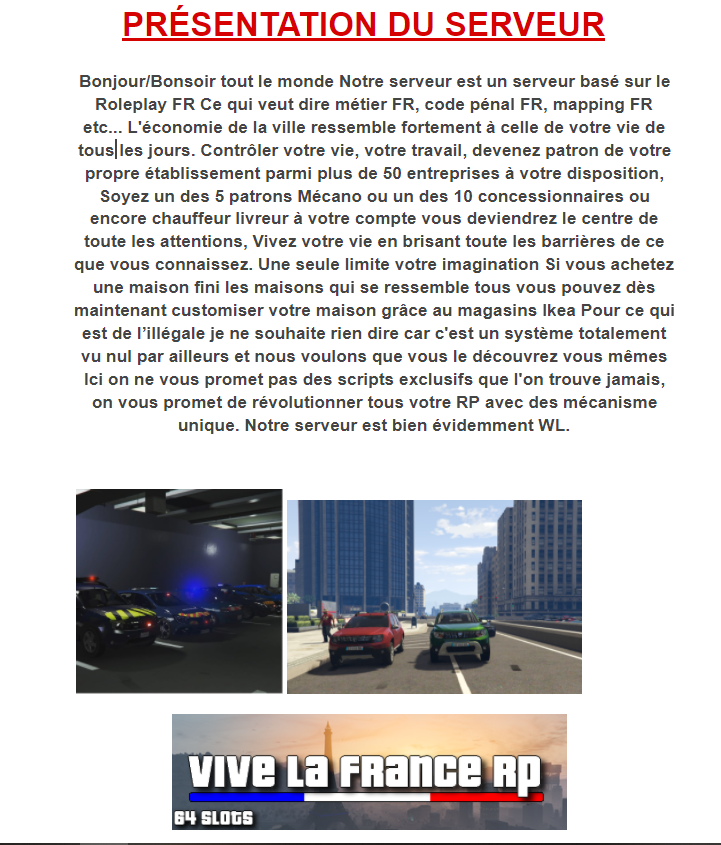 PRÉSENTATION DU SERVEUR
Bonjour/Bonsoir tout le monde Notre serveur est un serveur basé sur le
Roleplay FR Ce qui veut dire métier FR, code pénal FR, mapping FR
etc... L'économie de la ville ressemble fortement à celle de votre vie de
tous les jours. Contrôler votre vie, votre travail, devenez patron de votre
propre établissement parmi plus de 50 entreprises à votre disposition,
Soyez un des 5 patrons Mécano ou un des 10 concessionnaires ou
encore chauffeur livreur à votre compte vous deviendrez le centre de
toute les attentions, Vivez votre vie en brisant toute les barrières de ce
que vous connaissez. Une seule limite votre imagination Si vous achetez
une maison fini les maisons qui se ressemble tous vous pouvez dès
maintenant customiser votre maison grâce au magasins Ikea Pour ce qui
est de l’illégale je ne souhaite rien dire car c'est un système totalement
vu nul par ailleurs et nous voulons que vous le découvrez vous mêmes
Ici on ne vous promet pas des scripts exclusifs que l'on trouve jamais,
on vous promet de révolutionner tous votre RP avec des mécanisme
unique. Notre serveur est bien évidemment WL.
VIVE LA FRANCE RP
64 SLOTS